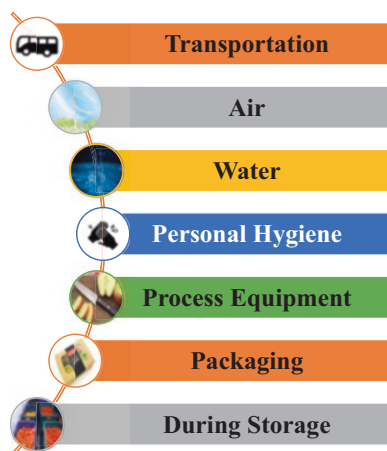 Transportation
Air
Water
Personal Hygiene
Process Equipment
Packaging
During Storage